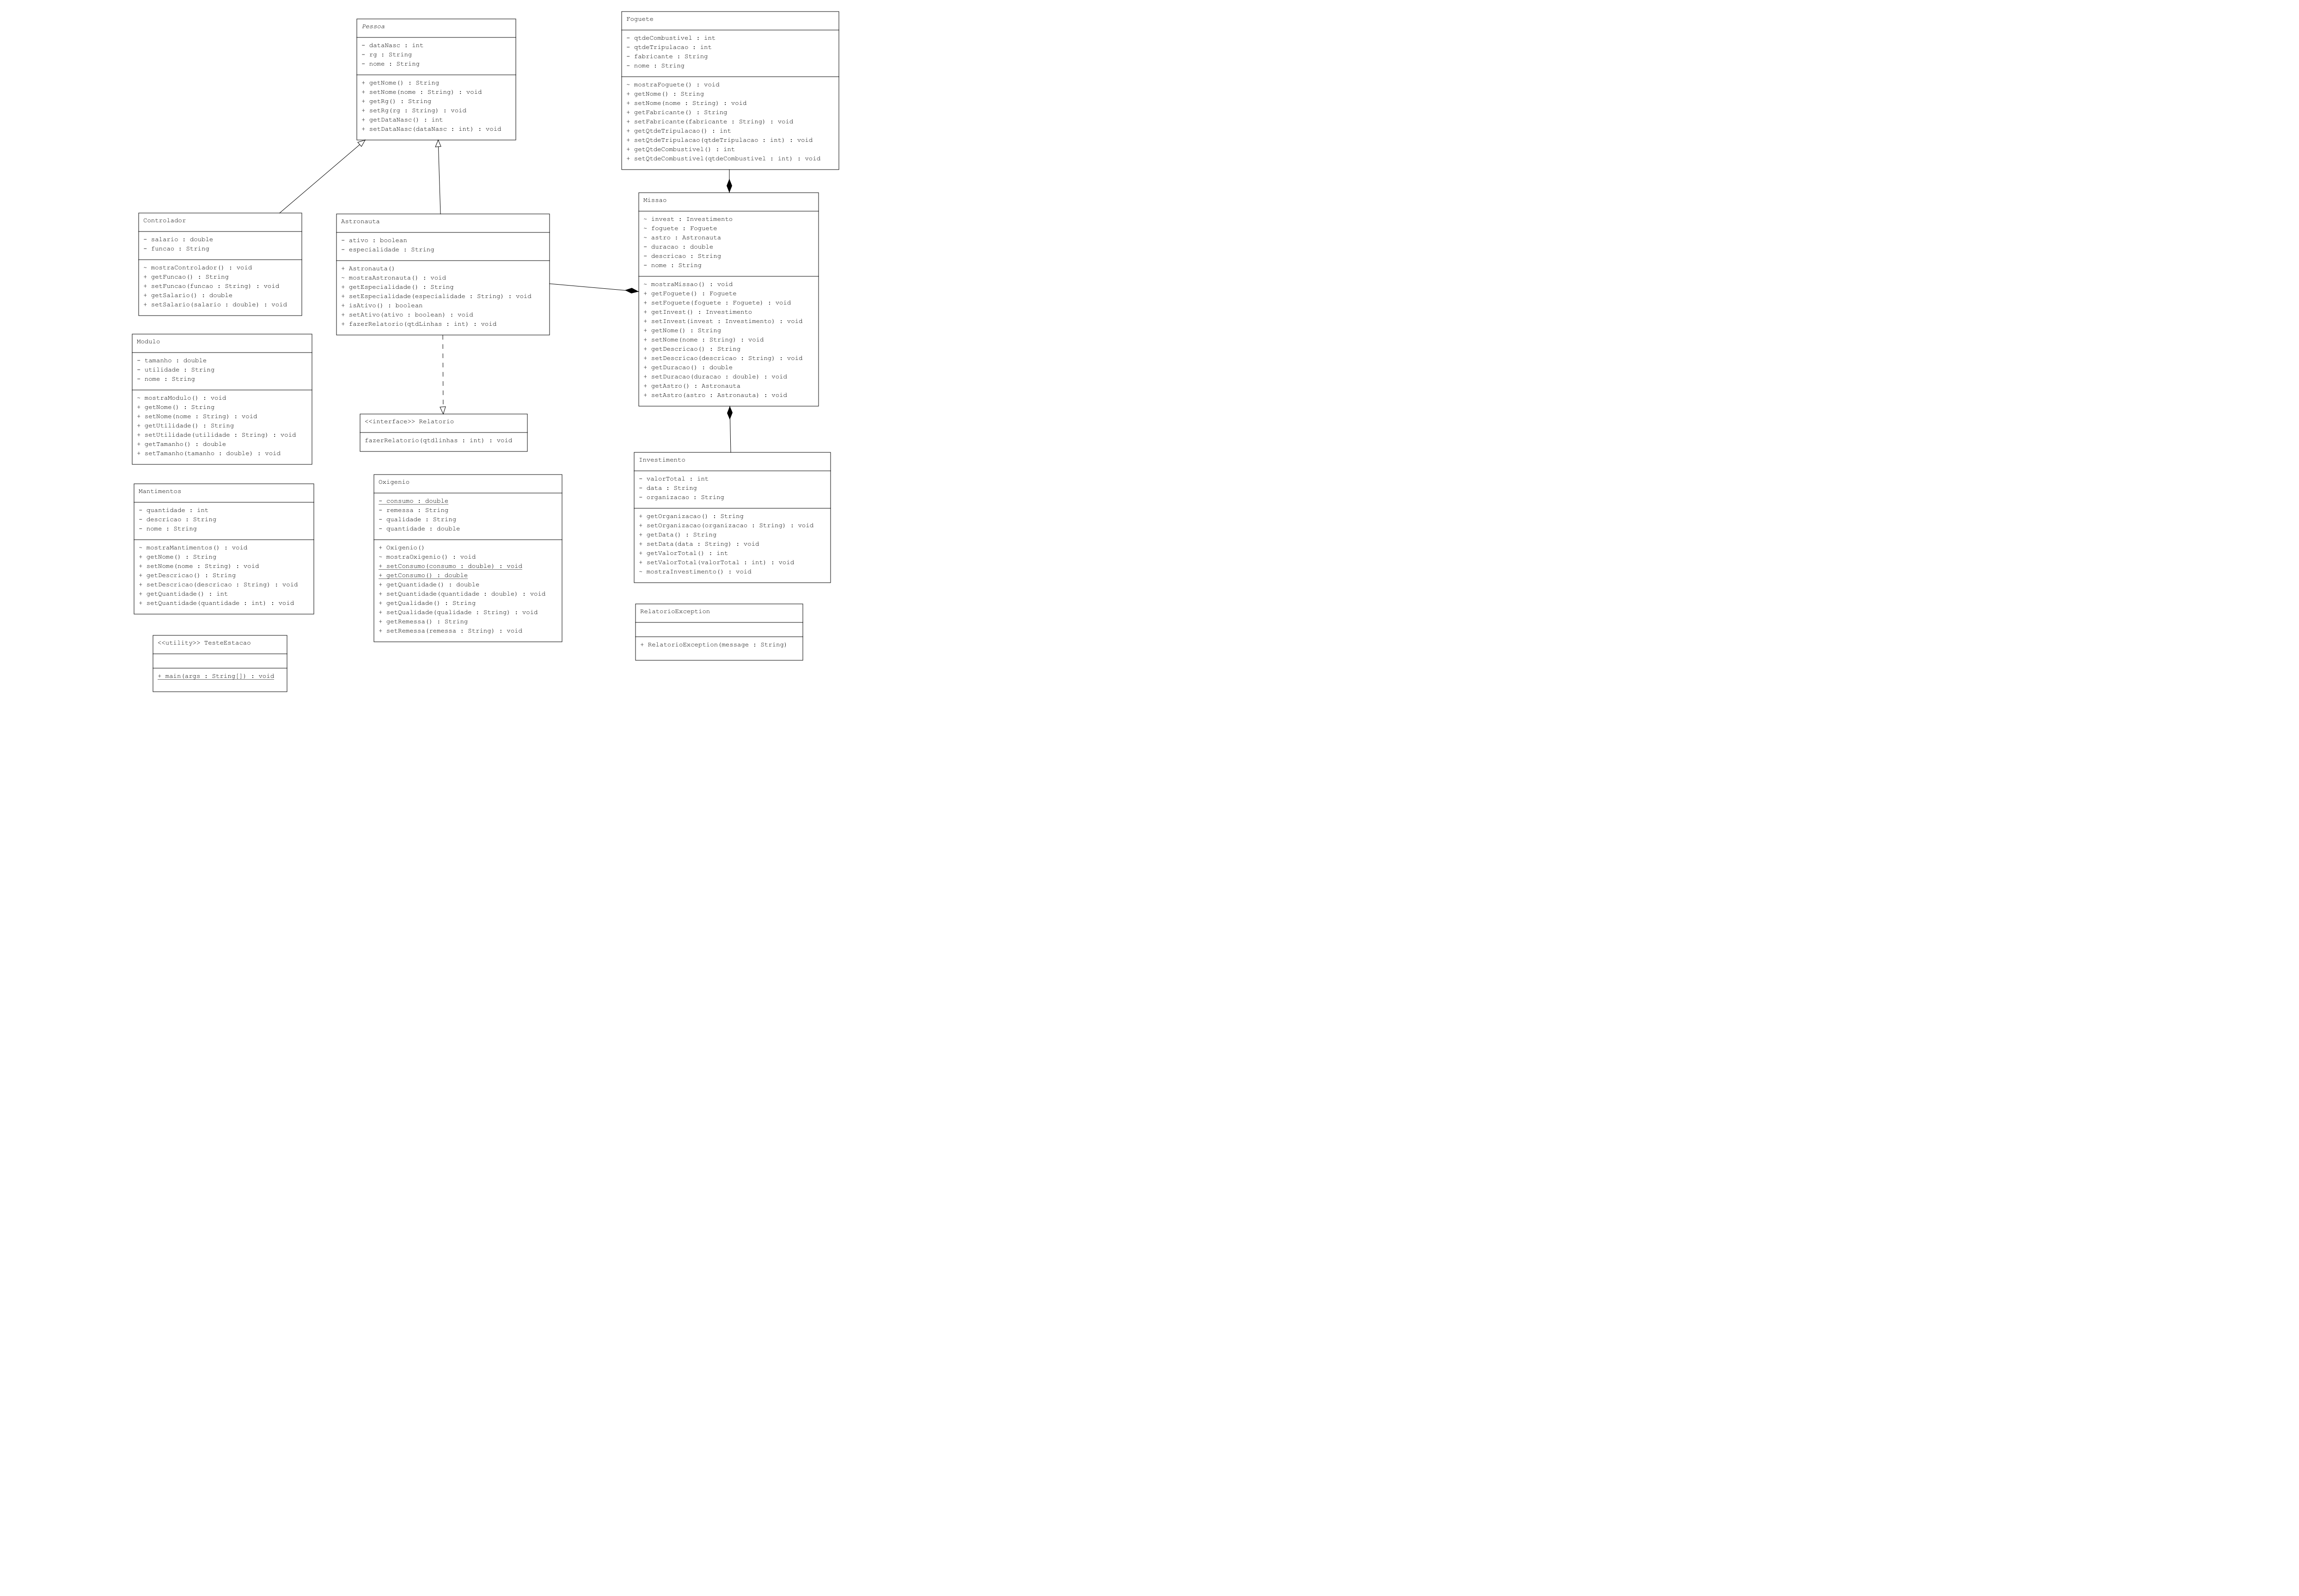 Pessoa
- dataNasc : int
- rg : String
- nome : String
+ getNome() : String
+ setNome(nome : String) : void
+ getRg() : String
+ setRg(rg : String) : void
+ getDataNasc() : int
+ setDataNasc(dataNasc : int) : void
Foguete
- qtdeCombustivel : int
- qtdeTripulacao : int
- fabricante : String
- nome : String
- mostraFoguete() : void
+ getNome() : String
+ setNome(nome : String) : void
+ getFabricante() : String
+ setFabricante(fabricante : String) : void
+ getQtdeTripulacao() : int
+ setQtdeTripulacao(qtdeTripulacao : int) : void
+ getQtdeCombustivel() : int
+ setQtdeCombustivel(qtdeCombustivel : int) : void
Controlador
- salario : double
- funcao : String
- mostraControlador() : void
+ getFuncao() : String
+ setFuncao(funcao : String) : void
+ getSalario() : double
+ setSalario(salario : double) : void
Astronauta
- ativo : boolean
- especialidade : String
+ Astronauta()
- mostraAstronauta() : void
+ getEspecialidade() : String
+ setEspecialidade(especialidade : String) : void
+ isAtivo() : boolean
+ setAtivo(ativo : boolean) : void
+ fazerRelatorio(qtdLinhas : int) : void
Missao
- invest : Investimento
- foguete : Foguete
- astro : Astronauta
- duracao : double
- descricao : String
- nome : String
- mostraMissao() : void
+ getFoguete() : Foguete
+ setFoguete(foguete : Foguete) : void
+ getInvest() : Investimento
+ setInvest(invest : Investimento) : void
+ getNome() : String
+ setNome(nome : String) : void
+ getDescricao() : String
+ setDescricao(descricao : String) : void
+ getDuracao() : double
+ setDuracao(duracao : double) : void
+ getAstro() : Astronauta
+ setAstro(astro : Astronauta) : void
Modulo
- tamanho : double
- utilidade : String
- nome : String
- mostraModulo() : void
+ getNome() : String
+ setNome(nome : String) : void
+ getUtilidade() : String
+ setUtilidade(utilidade : String) : void
+ getTamanho() : double
+ setTamanho(tamanho : double) : void
<<interface>> Relatorio
fazerRelatorio(qtdlinhas : int) : void
Investimento
- valorTotal : int
- data : String
- organizacao : String
+ getOrganizacao() : String
+ setOrganizacao(organizacao : String) : void
+ getData() : String
+ setData(data : String) : void
+ getValorTotal() : int
+ setValorTotal(valorTotal : int) : void
- mostraInvestimento() : void
Mantimentos
- quantidade : int
- descricao : String
- nome : String
- mostraMantimentos() : void
+ getNome() : String
+ setNome(nome : String) : void
+ getDescricao() : String
+ setDescricao(descricao : String) : void
+ getQuantidade() : int
+ setQuantidade(quantidade : int) : void
Oxigenio
- consumo : double
- remessa : String
- qualidade : String
- quantidade : double
+ Oxigenio()
- mostraOxigenio() : void
+ setConsumo(consumo : double) : void
+ getConsumo() : double
+ getQuantidade() : double
+ setQuantidade(quantidade : double) : void
+ getQualidade() : String
+ setQualidade(qualidade : String) : void
+ getRemessa() : String
+ setRemessa(remessa : String) : void
RelatorioException
+ RelatorioException(message : String)
<<utility>> TesteEstacao
+ main(args : String[]) : void